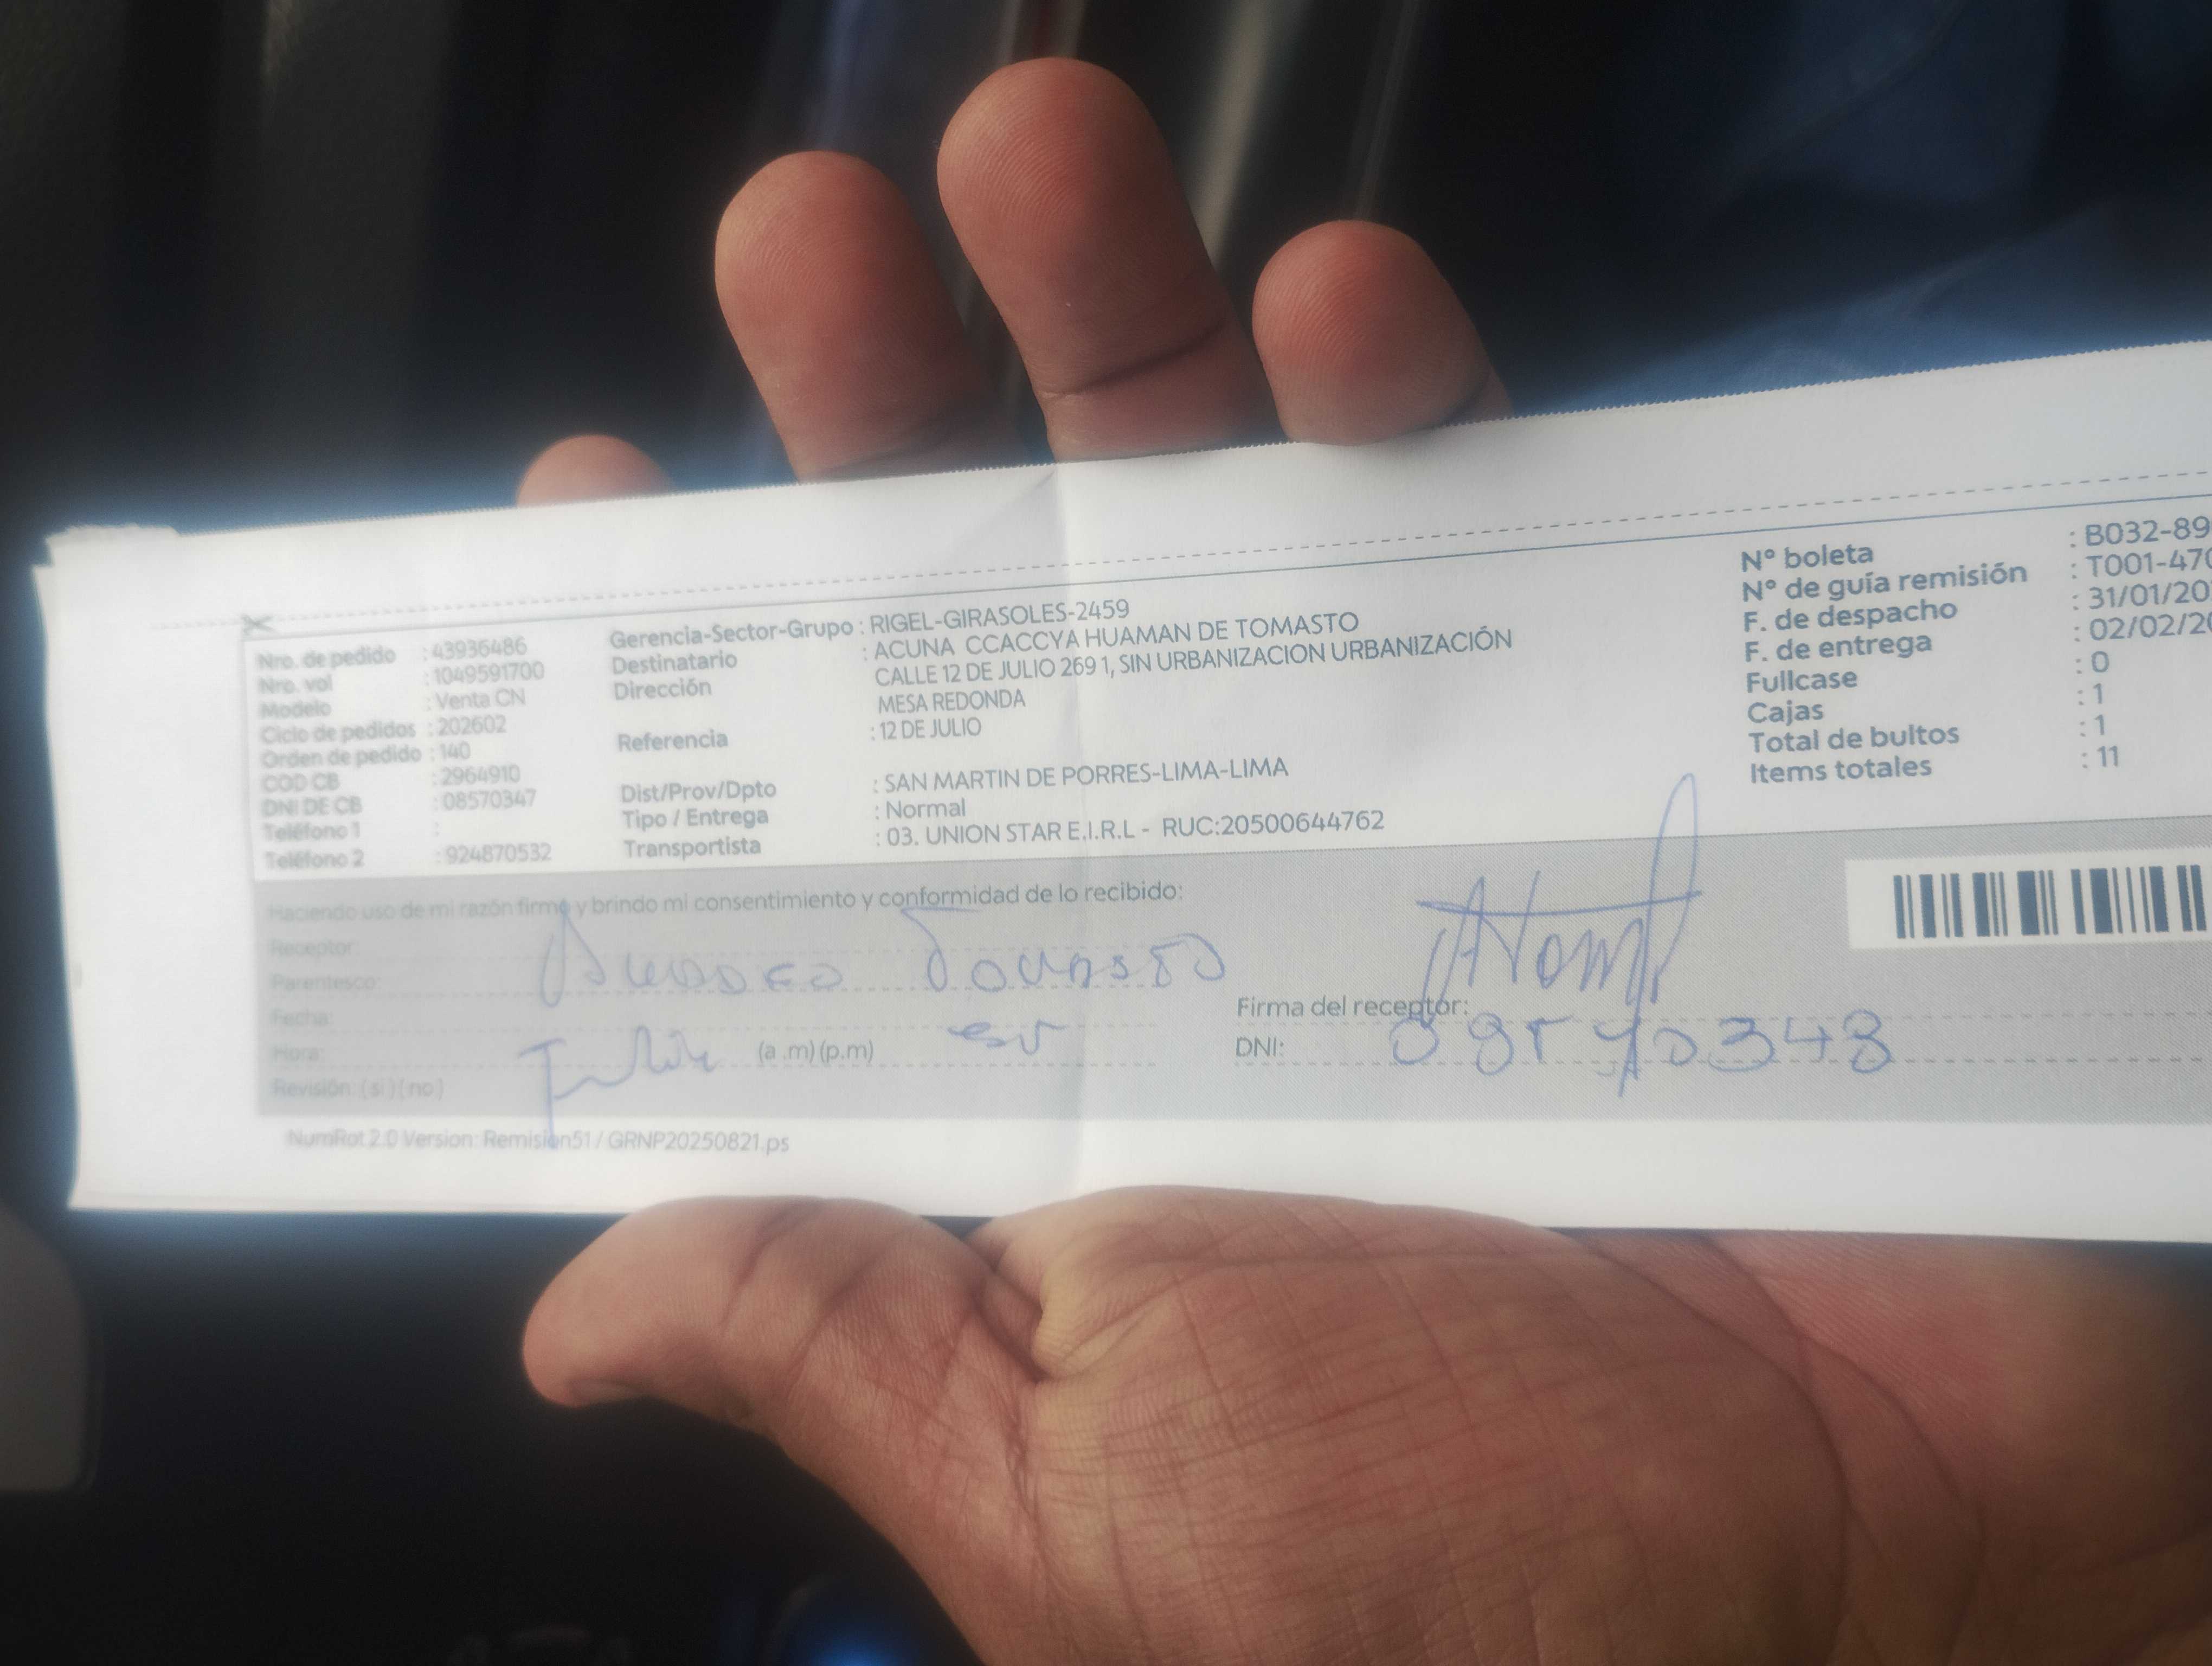 Nro. de pedido : 43936486
Nro. vol : 1049591700
Modelo : Venta CN
Ciclo de pedidos : 202602
Orden de pedido : 140
COD CB : 2964910
DNI DE CB : 08570347
Teléfono 1 :
Teléfono 2 : 924870532
Gerencia-Sector-Grupo : RIGEL-GIRASOLES-2459
Destinatario : ACUNA CCACCYA HUAMAN DE TOMASTO
Dirección CALLE 12 DE JULIO 269 1, SIN URBANIZACION URBANIZACIÓN
MESA REDONDA
Referencia : 12 DE JULIO
Dist/Prov/Dpto : SAN MARTIN DE PORRES-LIMA-LIMA
Tipo / Entrega : Normal
Transportista : 03. UNION STAR E.I.R.L - RUC:20500644762
N° boleta : B032-89
N° de guía remisión : T001-470
F. de despacho : 31/01/20
F. de entrega : 02/02/20
Fullcase : 0
Cajas : 1
Total de bultos : 1
Items totales : 11
Haciendo uso de mi razón firmo y brindo mi consentimiento y conformidad de lo recibido:
Receptor:
Parentesco: Tomasto
Fecha:
Hora: (a .m) (p.m)
Revisión: (si) (no)
Firma del receptor:
DNI:
NumRot 2.0 Version: Remision51 / GRNP20250821.ps